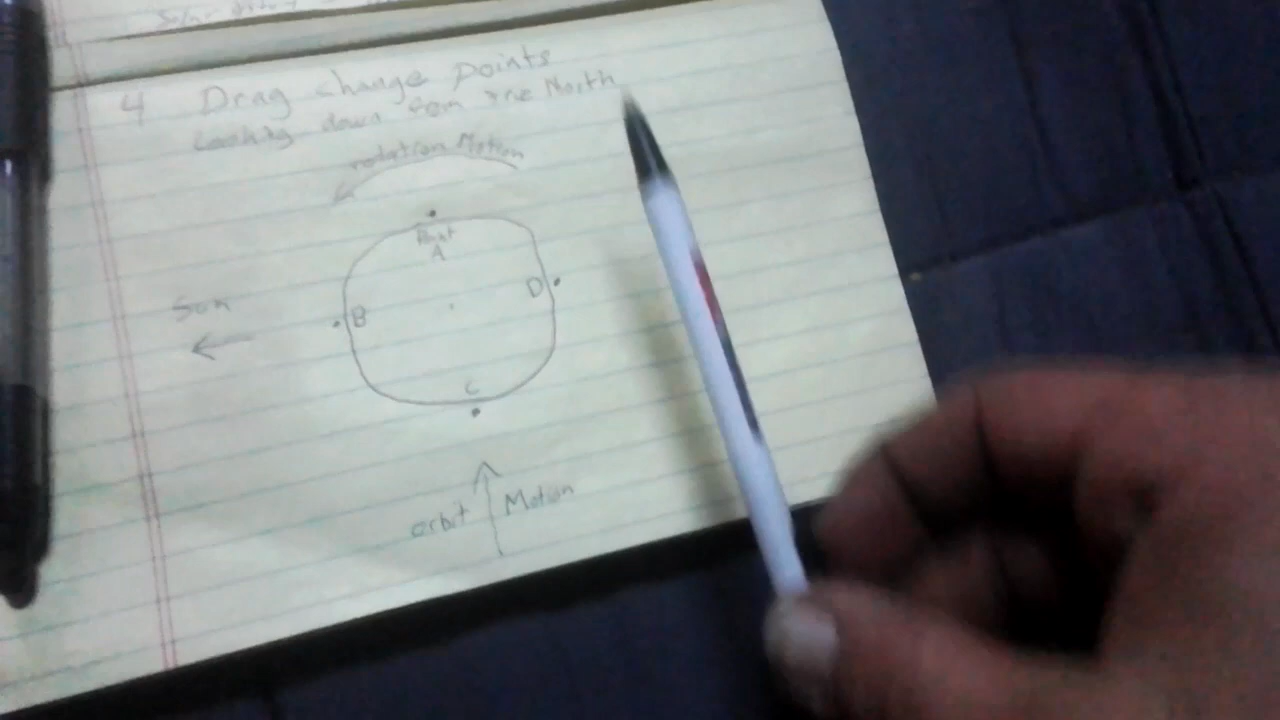 4 Drag change points
Looking down from the North
rotation Motion
Point
A
D
Sun
B
C
orbit Motion